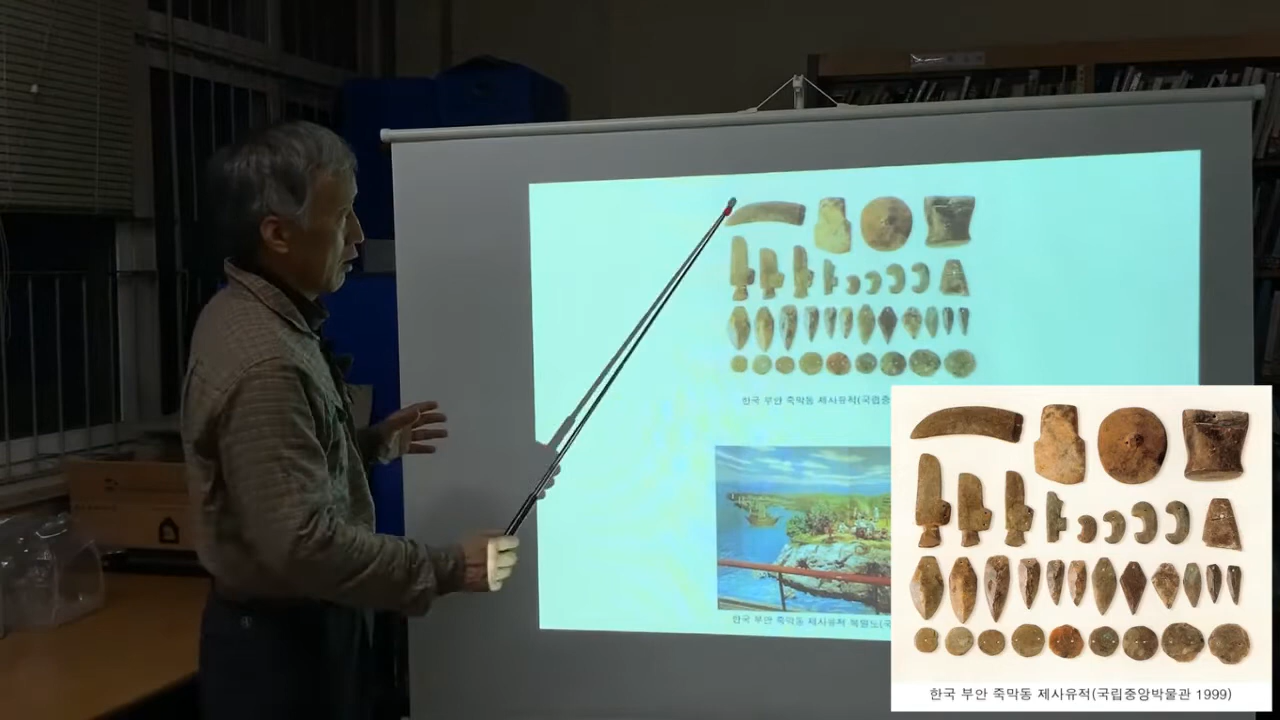 한국 부안 죽막동 제사유적(국립중
한국 부안 죽막동 제사유적 복원도(국
한국 부안 죽막동 제사유적(국립중앙박물관 1999)